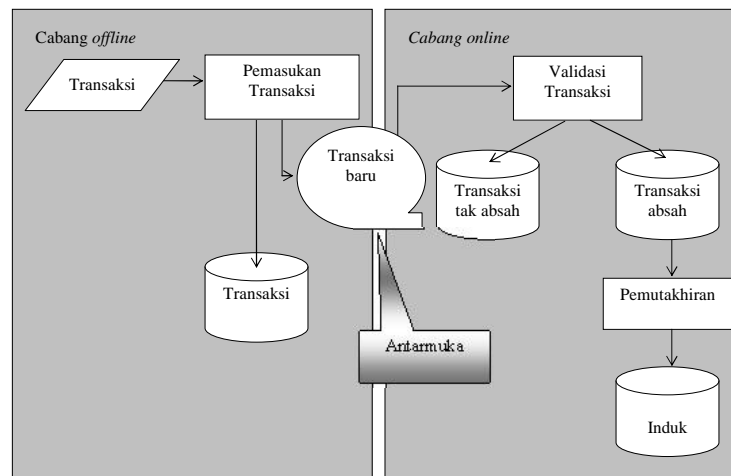 Cabang offline
Transaksi
Pemasukan
Transaksi
Transaksi
baru
Transaksi
Antarmuka
Cabang online
Validasi
Transaksi
Transaksi
tak absah
Transaksi
absah
Pemutakhiran
Induk